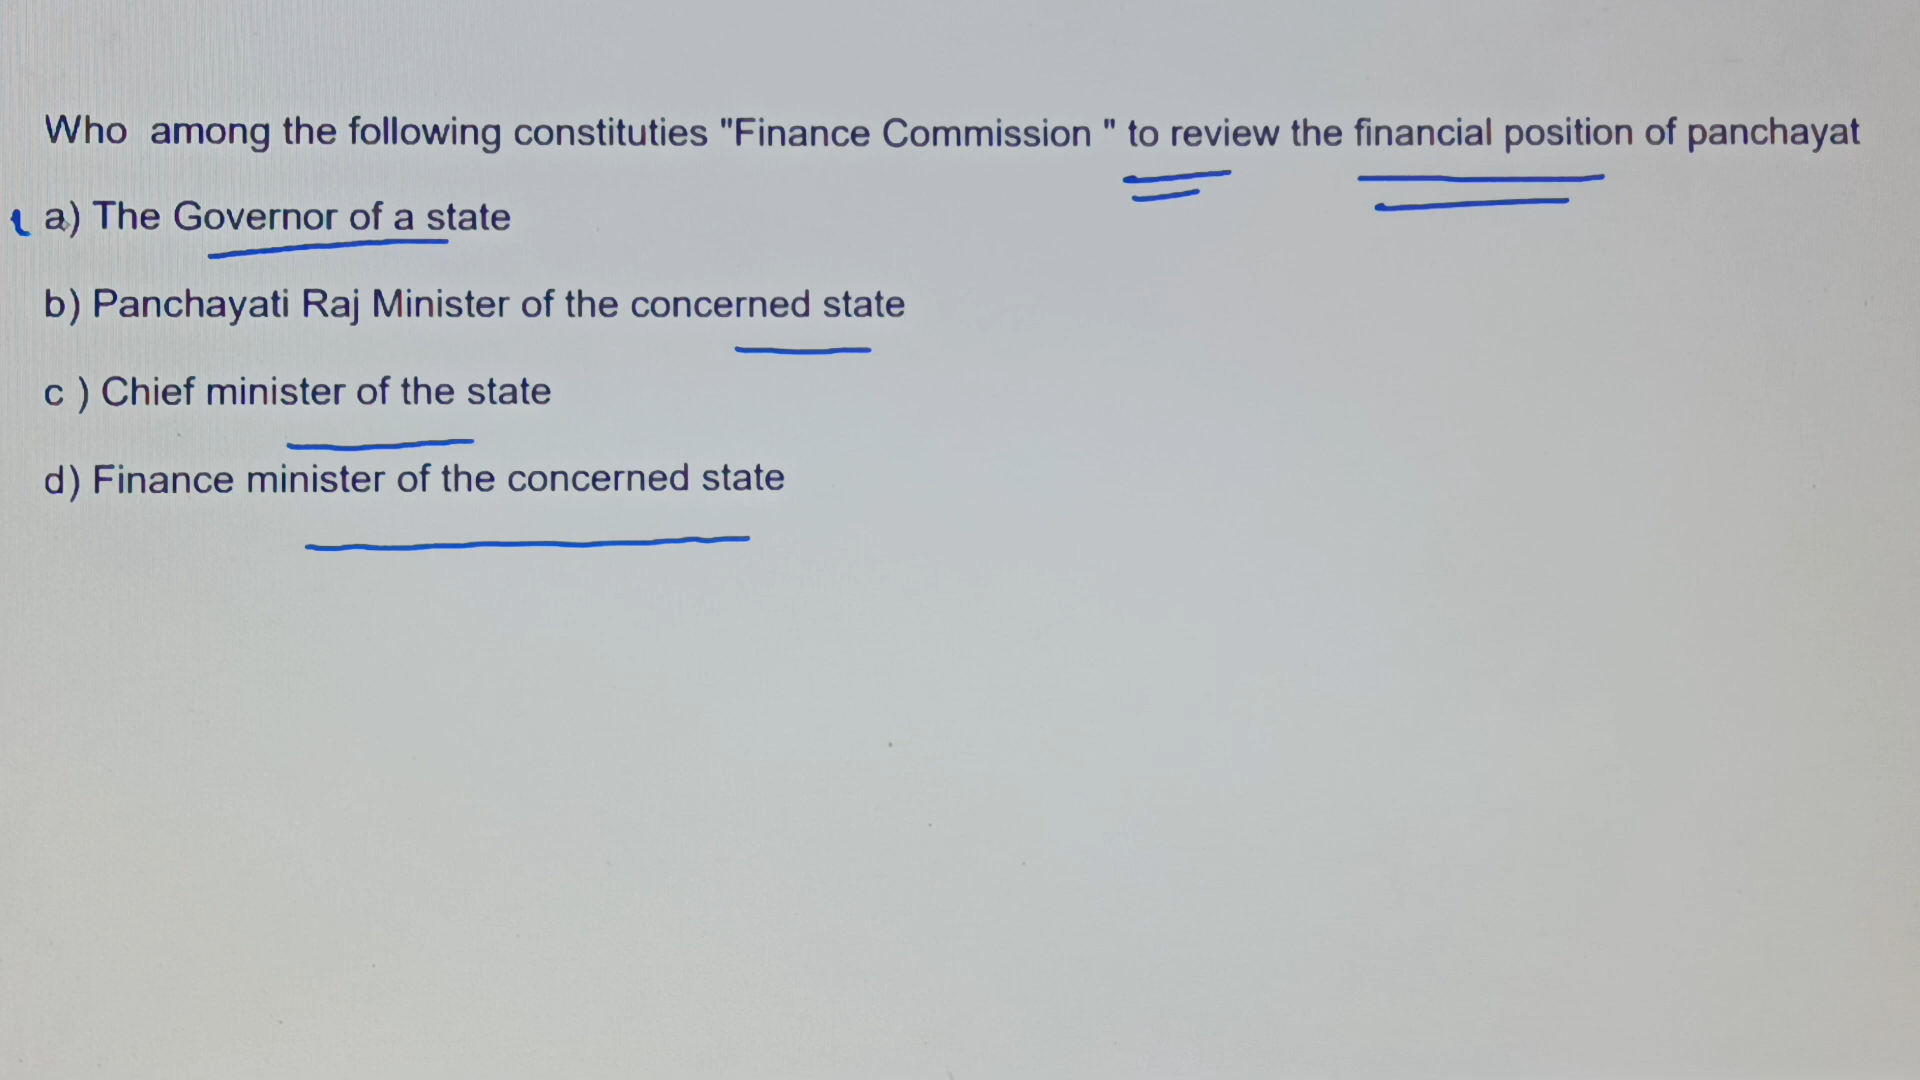 Who among the following constituties "Finance Commission " to review the financial position of panchayat
a) The Governor of a state
b) Panchayati Raj Minister of the concerned state
c ) Chief minister of the state
d) Finance minister of the concerned state